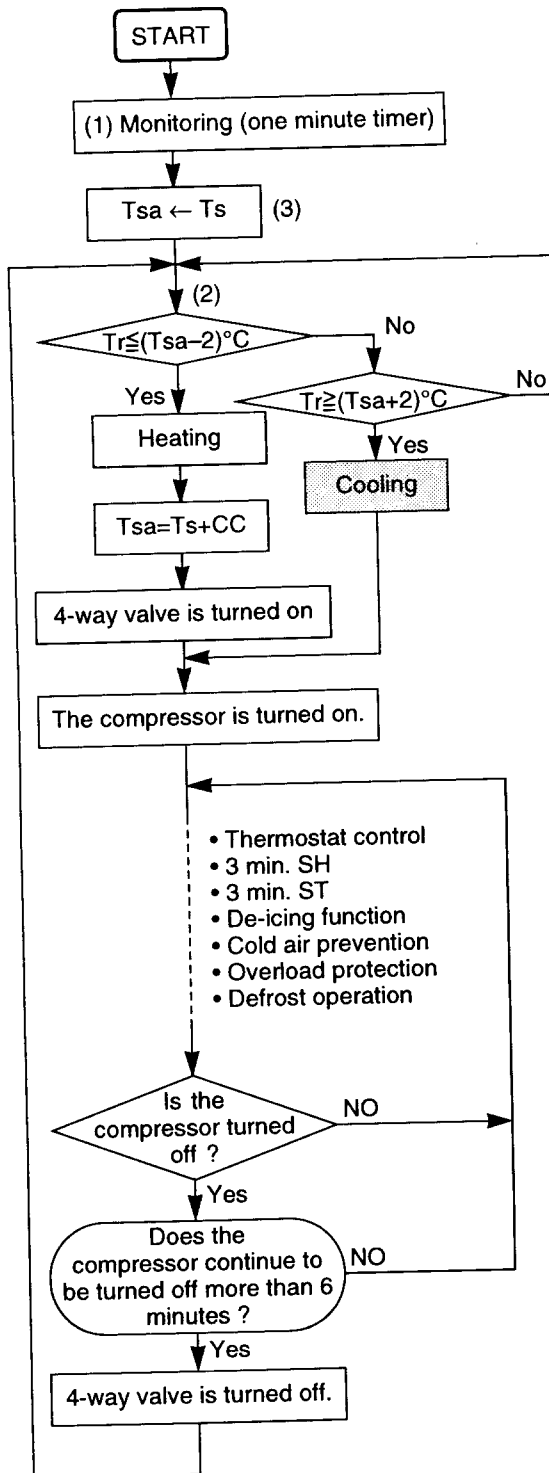 START
(1) Monitoring (one minute timer)
Tsa ← Ts (3)
(2)
Tr≦(Tsa−2)°C
No
Yes
Tr≧(Tsa+2)°C
No
Yes
Heating
Cooling
Tsa=Ts+CC
4-way valve is turned on
The compressor is turned on.
• Thermostat control
• 3 min. SH
• 3 min. ST
• De-icing function
• Cold air prevention
• Overload protection
• Defrost operation
Is the
compressor turned
off ?
NO
Yes
Does the
compressor continue to
be turned off more than 6
minutes ?
NO
Yes
4-way valve is turned off.